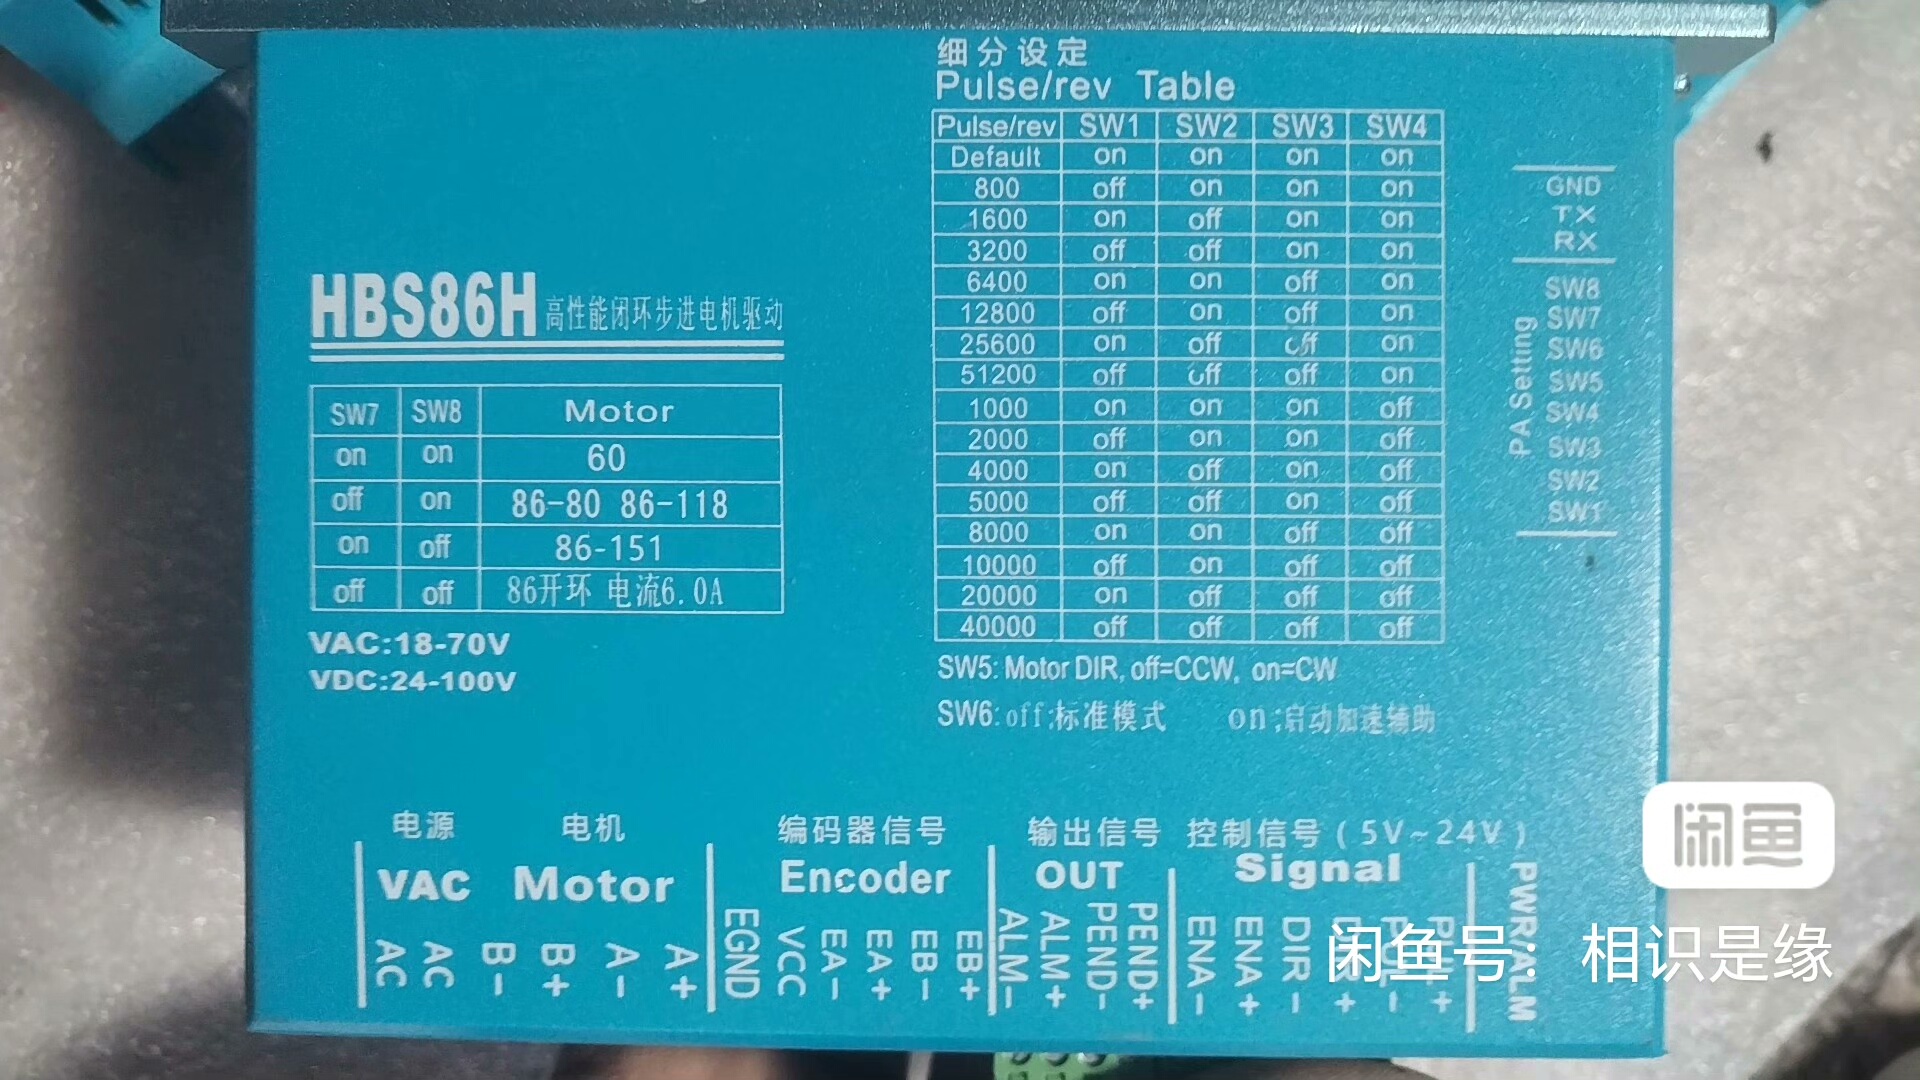 细分设定
Pulse/rev Table
Pulse/rev SW1 SW2 SW3 SW4
Default on on on on
800 off on on on
1600 on off on on
3200 off off on on
6400 on on off on
12800 off on off on
25600 on off off on
51200 off off off on
1000 on on on off
2000 off on on off
4000 on off on off
5000 off off on off
8000 on on off off
10000 off on off off
20000 on off off off
40000 off off off off
SW5: Motor DIR, off=CCW, on=CW
SW6: off:标准模式 on:启动加速辅助
HBS86H 高性能闭环步进电机驱动
SW7 SW8 Motor
on on 60
off on 86-80 86-118
on off 86-151
off off 86开环 电流6.0A
VAC:18-70V
VDC:24-100V
GND
TX
RX
PA Setting
SW8
SW7
SW6
SW5
SW4
SW3
SW2
SW1
电源 电机 编码器信号 输出信号 控制信号(5V~24V)
VAC Motor Encoder OUT Signal
AC
AC
B-
B+
A-
A+
EGND
VCC
EA-
EA+
EB-
EB+
ALM-
ALM+
PEND-
PEND+
ENA-
ENA+
DIR-
PWR/ALM
闲鱼
闲鱼号：相识是缘